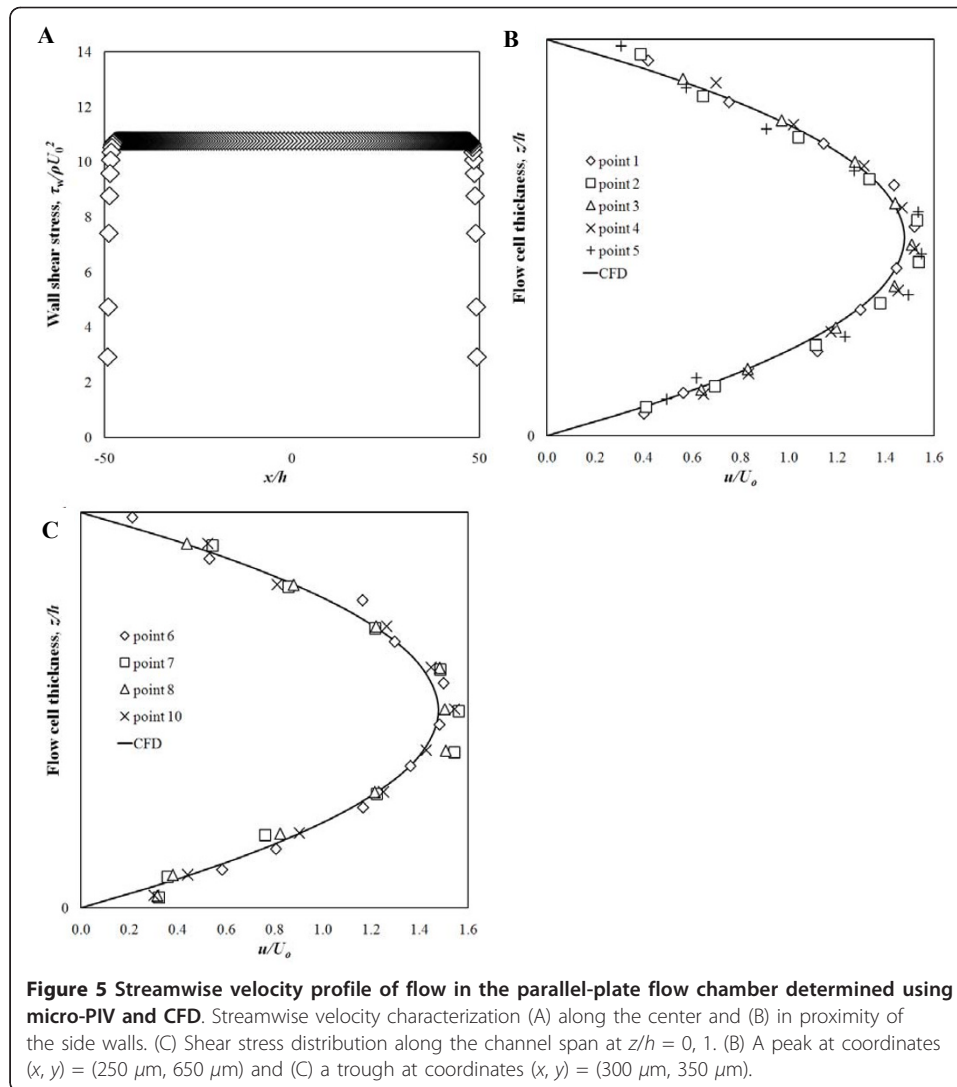 A
Wall shear stress, τw/ρU0²
14
12
10
8
6
4
2
0
-50
0
50
x/h
B
Flow cell thickness, z/h
point 1
point 2
point 3
point 4
point 5
CFD
0
0.0 0.2 0.4 0.6 0.8 1.0 1.2 1.4 1.6
u/Uo
C
Flow cell thickness, z/h
point 6
point 7
point 8
point 10
CFD
0
0.0 0.2 0.4 0.6 0.8 1.0 1.2 1.4 1.6
u/Uo
Figure 5 Streamwise velocity profile of flow in the parallel-plate flow chamber determined using
micro-PIV and CFD. Streamwise velocity characterization (A) along the center and (B) in proximity of
the side walls. (C) Shear stress distribution along the channel span at z/h = 0, 1. (B) A peak at coordinates
(x, y) = (250 μm, 650 μm) and (C) a trough at coordinates (x, y) = (300 μm, 350 μm).